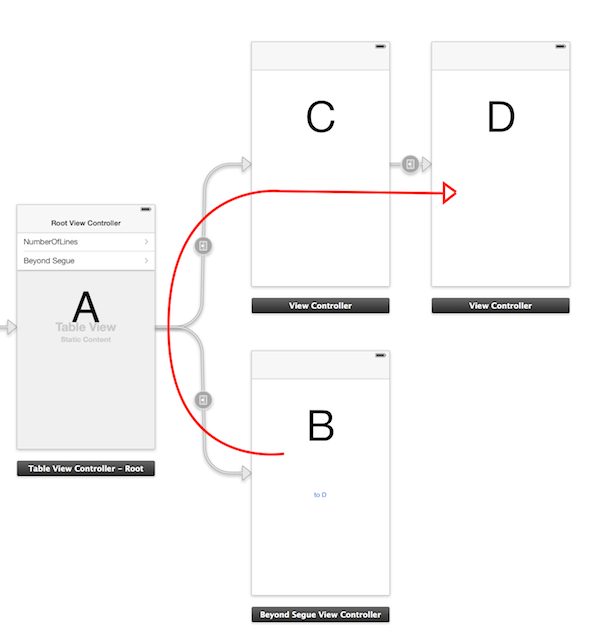 C
D
View Controller
View Controller
Root View Controller
NumberOfLines
Beyond Segue
A
Table View
Static Content
Table View Controller – Root
B
to D
Beyond Segue View Controller